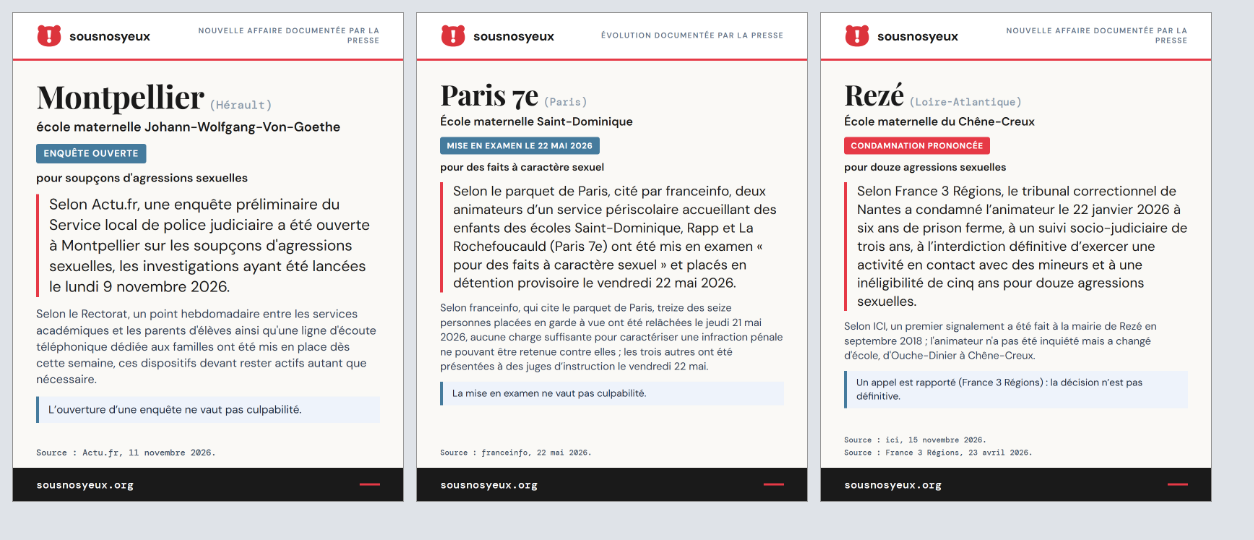 sousnosyeux
NOUVELLE AFFAIRE DOCUMENTÉE PAR LA
PRESSE
Montpellier (Hérault)
école maternelle Johann-Wolfgang-Von-Goethe
ENQUÊTE OUVERTE
pour soupçons d'agressions sexuelles
Selon Actu.fr, une enquête préliminaire du
Service local de police judiciaire a été ouverte
à Montpellier sur les soupçons d'agressions
sexuelles, les investigations ayant été lancées
le lundi 9 novembre 2026.
Selon le Rectorat, un point hebdomadaire entre les services
académiques et les parents d'élèves ainsi qu'une ligne d'écoute
téléphonique dédiée aux familles ont été mis en place dès
cette semaine, ces dispositifs devant rester actifs autant que
nécessaire.
L'ouverture d'une enquête ne vaut pas culpabilité.
Source : Actu.fr, 11 novembre 2026.
sousnosyeux.org
sousnosyeux
ÉVOLUTION DOCUMENTÉE PAR LA PRESSE
Paris 7e (Paris)
École maternelle Saint-Dominique
MISE EN EXAMEN LE 22 MAI 2026
pour des faits à caractère sexuel
Selon le parquet de Paris, cité par franceinfo, deux
animateurs d'un service périscolaire accueillant des
enfants des écoles Saint-Dominique, Rapp et La
Rochefoucauld (Paris 7e) ont été mis en examen «
pour des faits à caractère sexuel » et placés en
détention provisoire le vendredi 22 mai 2026.
Selon franceinfo, qui cite le parquet de Paris, treize des seize
personnes placées en garde à vue ont été relâchées le jeudi 21 mai
2026, aucune charge suffisante pour caractériser une infraction pénale
ne pouvant être retenue contre elles ; les trois autres ont été
présentées à des juges d'instruction le vendredi 22 mai.
La mise en examen ne vaut pas culpabilité.
Source : franceinfo, 22 mai 2026.
sousnosyeux.org
sousnosyeux
NOUVELLE AFFAIRE DOCUMENTÉE PAR LA
PRESSE
Rezé (Loire-Atlantique)
École maternelle du Chêne-Creux
CONDAMNATION PRONONCÉE
pour douze agressions sexuelles
Selon France 3 Régions, le tribunal correctionnel de
Nantes a condamné l'animateur le 22 janvier 2026 à
six ans de prison ferme, à un suivi socio-judiciaire de
trois ans, à l'interdiction définitive d'exercer une
activité en contact avec des mineurs et à une
inéligibilité de cinq ans pour douze agressions
sexuelles.
Selon ICI, un premier signalement a été fait à la mairie de Rezé en
septembre 2018 ; l'animateur n'a pas été inquiété mais a changé
d'école, d'Ouche-Dinier à Chêne-Creux.
Un appel est rapporté (France 3 Régions) : la décision n'est pas
définitive.
Source : ici, 15 novembre 2026.
Source : France 3 Régions, 23 avril 2026.
sousnosyeux.org